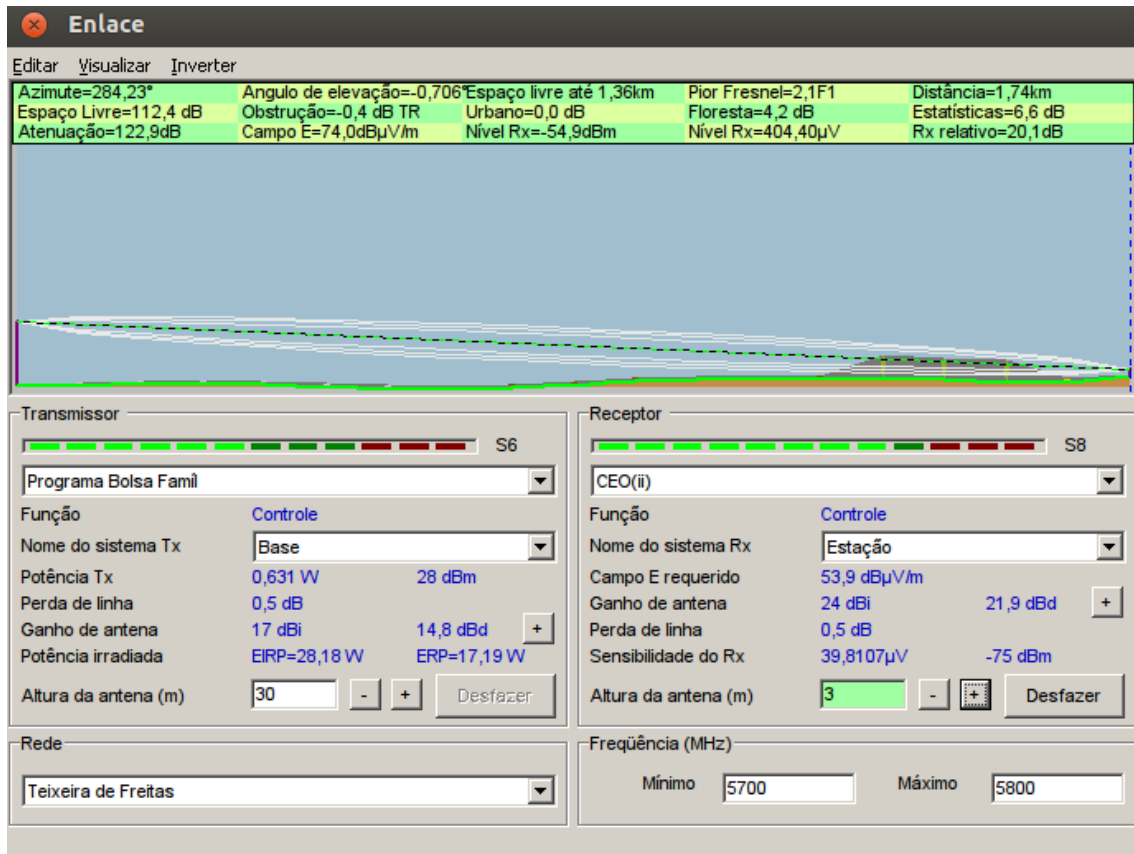 Enlace
Editar Visualizar Inverter
Azimute=284,23° Angulo de elevação=-0,706° Espaço livre até 1,36km Pior Fresnel=2,1F1 Distância=1,74km
Espaço Livre=112,4 dB Obstrução=-0,4 dB TR Urbano=0,0 dB Floresta=4,2 dB Estatísticas=6,6 dB
Atenuação=122,9dB Campo E=74,0dBµV/m Nível Rx=-54,9dBm Nível Rx=404,40µV Rx relativo=20,1dB
Transmissor
S6
Programa Bolsa Famíl
Função Controle
Nome do sistema Tx Base
Potência Tx 0,631 W 28 dBm
Perda de linha 0,5 dB
Ganho de antena 17 dBi 14,8 dBd +
Potência irradiada EIRP=28,18 W ERP=17,19 W
Altura da antena (m) 30 - + Desfazer
Receptor
S8
CEO(ii)
Função Controle
Nome do sistema Rx Estação
Campo E requerido 53,9 dBµV/m
Ganho de antena 24 dBi 21,9 dBd +
Perda de linha 0,5 dB
Sensibilidade do Rx 39,8107µV -75 dBm
Altura da antena (m) 3 - + Desfazer
Rede
Teixeira de Freitas
Freqüência (MHz)
Mínimo 5700 Máximo 5800